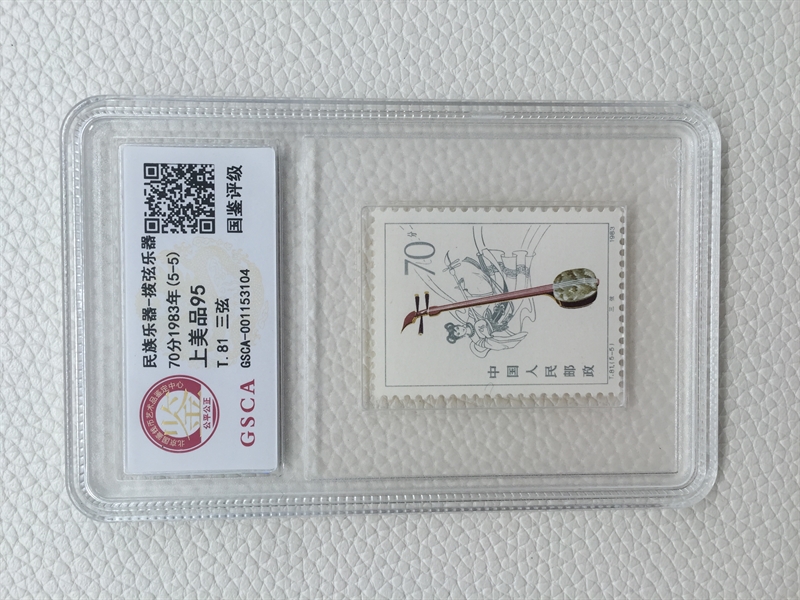 民族乐器-拨弦乐器
70分1983年(5-5)
上美品95
T.81 三弦
GSCA-001153104
国鉴评级
公平公正
鉴
GSCA
70分
中国人民邮政
T.81.(5-5)
三弦
1983